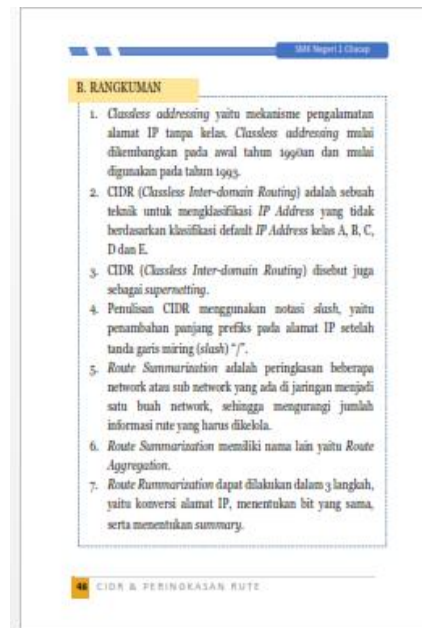 SMK Negeri 1 Cilacap
B. RANGKUMAN
1. Classless addressing yaitu mekanisme pengalamatan
alamat IP tanpa kelas. Classless addressing mulai
dikembangkan pada awal tahun 1990an dan mulai
digunakan pada tahun 1993.
2. CIDR (Classless Inter-domain Routing) adalah sebuah
teknik untuk mengklasifikasi IP Address yang tidak
berdasarkan klasifikasi default IP Address kelas A, B, C,
D dan E.
3. CIDR (Classless Inter-domain Routing) disebut juga
sebagai supernetting.
4. Penulisan CIDR menggunakan notasi slash, yaitu
penambahan panjang prefiks pada alamat IP setelah
tanda garis miring (slash) “/”.
5. Route Summarization adalah peringkasan beberapa
network atau sub network yang ada di jaringan menjadi
satu buah network, sehingga mengurangi jumlah
informasi rute yang harus dikelola.
6. Route Summarization memiliki nama lain yaitu Route
Aggregation.
7. Route Rummarization dapat dilakukan dalam 3 langkah,
yaitu konversi alamat IP, menentukan bit yang sama,
serta menentukan summary.
46 CIDR & PERINGKASAN RUTE